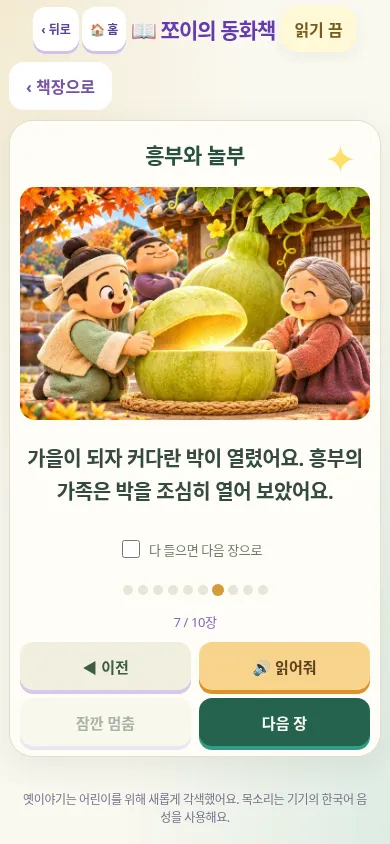 ‹ 뒤로
🏠 홈
📖 쪼이의 동화책
읽기 끔
‹ 책장으로
흥부와 놀부
가을이 되자 커다란 박이 열렸어요. 흥부의
가족은 박을 조심히 열어 보았어요.
다 들으면 다음 장으로
7 / 10장
◀ 이전
🔊 읽어줘
잠깐 멈춤
다음 장
옛이야기는 어린이를 위해 새롭게 각색했어요. 목소리는 기기의 한국어 음
성을 사용해요.